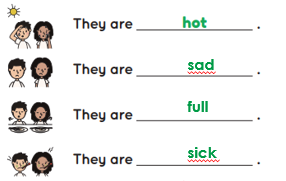 They are hot .
They are sad .
They are full .
They are sick .